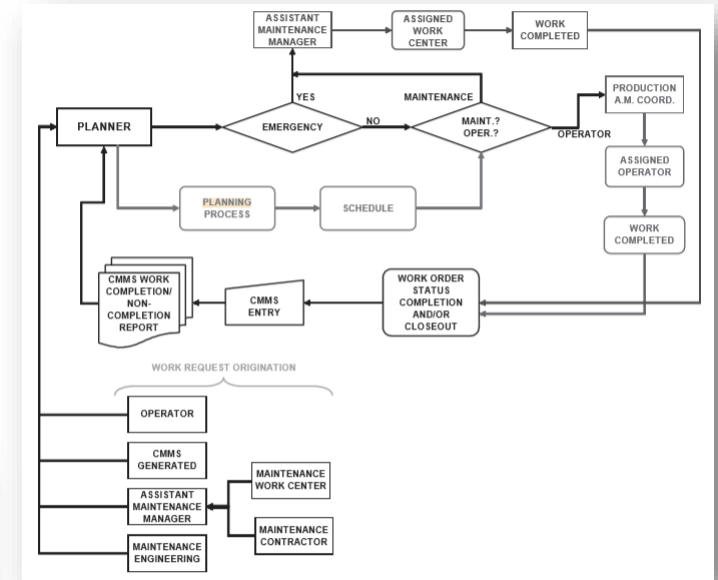 ASSISTANT
MAINTENANCE
MANAGER
ASSIGNED
WORK
CENTER
WORK
COMPLETED
YES
MAINTENANCE
PRODUCTION
A.M. COORD.
PLANNER
EMERGENCY
NO
MAINT.?
OPER.?
OPERATOR
ASSIGNED
OPERATOR
PLANNING
PROCESS
SCHEDULE
WORK
COMPLETED
CMMS WORK
COMPLETION/
NON-
COMPLETION
REPORT
CMMS
ENTRY
WORK ORDER
STATUS
COMPLETION
AND/OR
CLOSEOUT
WORK REQUEST ORIGINATION
OPERATOR
CMMS
GENERATED
ASSISTANT
MAINTENANCE
MANAGER
MAINTENANCE
WORK CENTER
MAINTENANCE
CONTRACTOR
MAINTENANCE
ENGINEERING